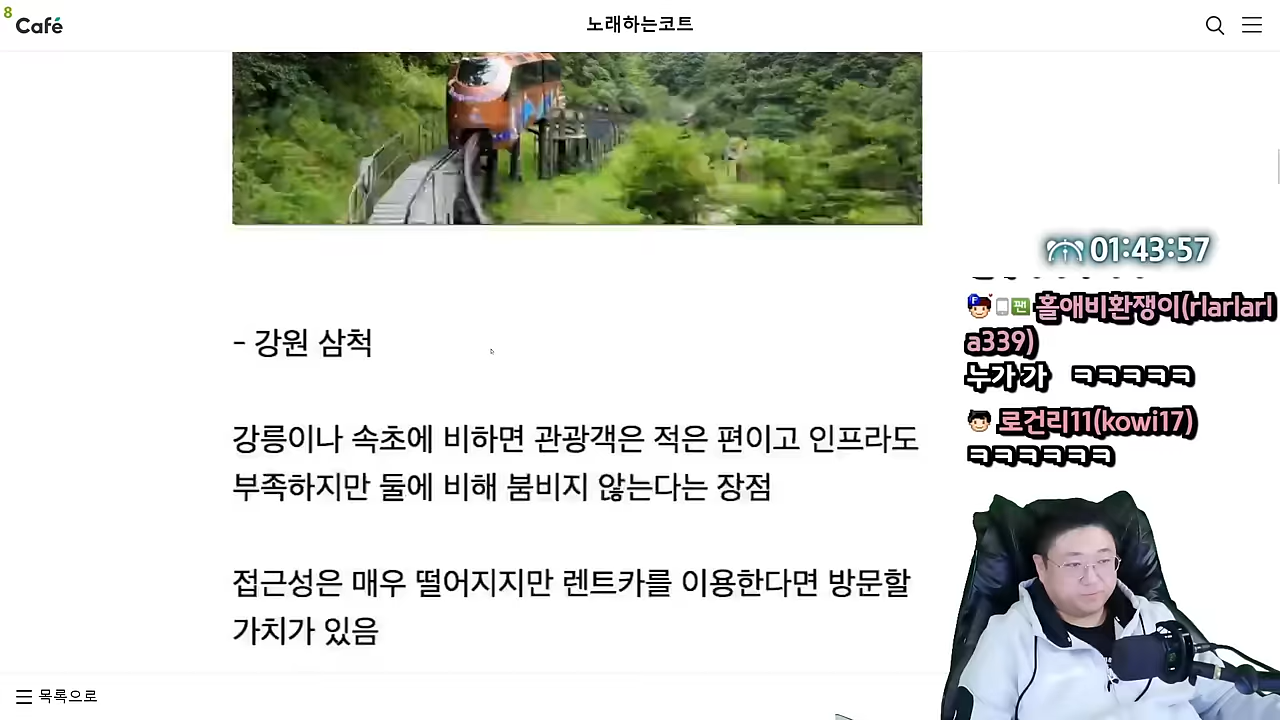 8
Café
노래하는코트
01:43:57
홀애비환쟁이(rlarlarl
a339)
누가 가 ㅋㅋㅋㅋㅋ
로건리11(kowi17)
ㅋㅋㅋㅋㅋㅋ
- 강원 삼척
강릉이나 속초에 비하면 관광객은 적은 편이고 인프라도
부족하지만 둘에 비해 붐비지 않는다는 장점
접근성은 매우 떨어지지만 렌트카를 이용한다면 방문할
가치가 있음
목록으로